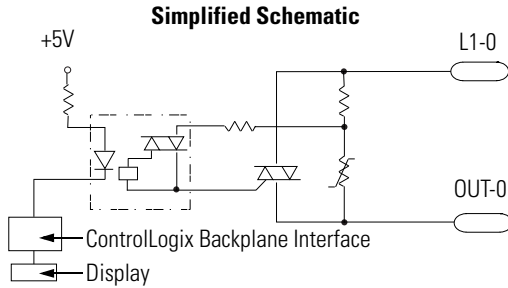 Simplified Schematic
+5V
L1-0
OUT-0
ControlLogix Backplane Interface
Display